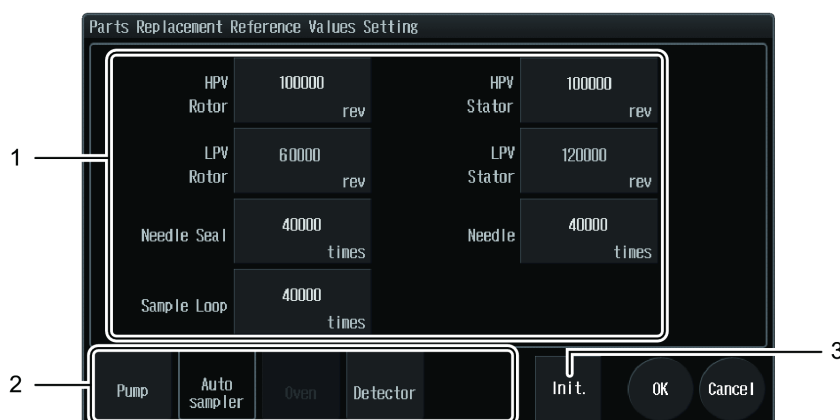 Parts Replacement Reference Values Setting
HPV Rotor 100000 rev
HPV Stator 100000 rev
LPV Rotor 60000 rev
LPV Stator 120000 rev
Needle Seal 40000 times
Needle 40000 times
Sample Loop 40000 times
1
2
3
Pump
Auto sampler
Oven
Detector
Init.
OK
Cancel